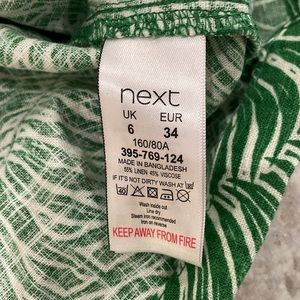 next
UK EUR
6 34
160/80A
395-769-124
MADE IN BANGLADESH
55% LINEN 45% VISCOSE
IF IT'S NOT DIRTY WASH AT
Wash inside out
Line dry
Steam iron recommended
Iron on reverse
KEEP AWAY FROM FIRE